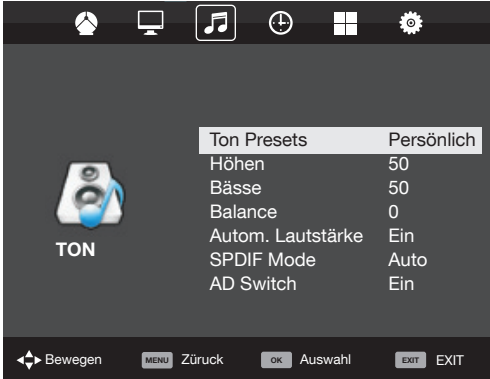 Ton Presets Persönlich
Höhen 50
Bässe 50
Balance 0
Autom. Lautstärke Ein
SPDIF Mode Auto
AD Switch Ein
TON
Bewegen MENU Züruck OK Auswahl EXIT EXIT